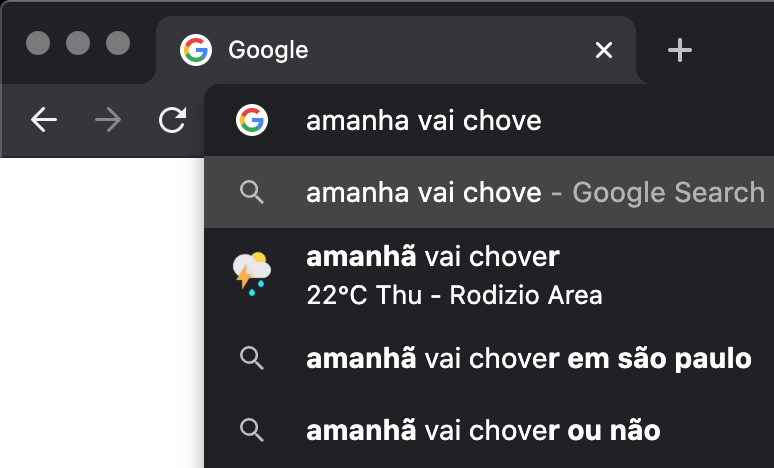 Google
amanha vai chove
amanha vai chove - Google Search
amanhã vai chover
22°C Thu - Rodizio Area
amanhã vai chover em são paulo
amanhã vai chover ou não